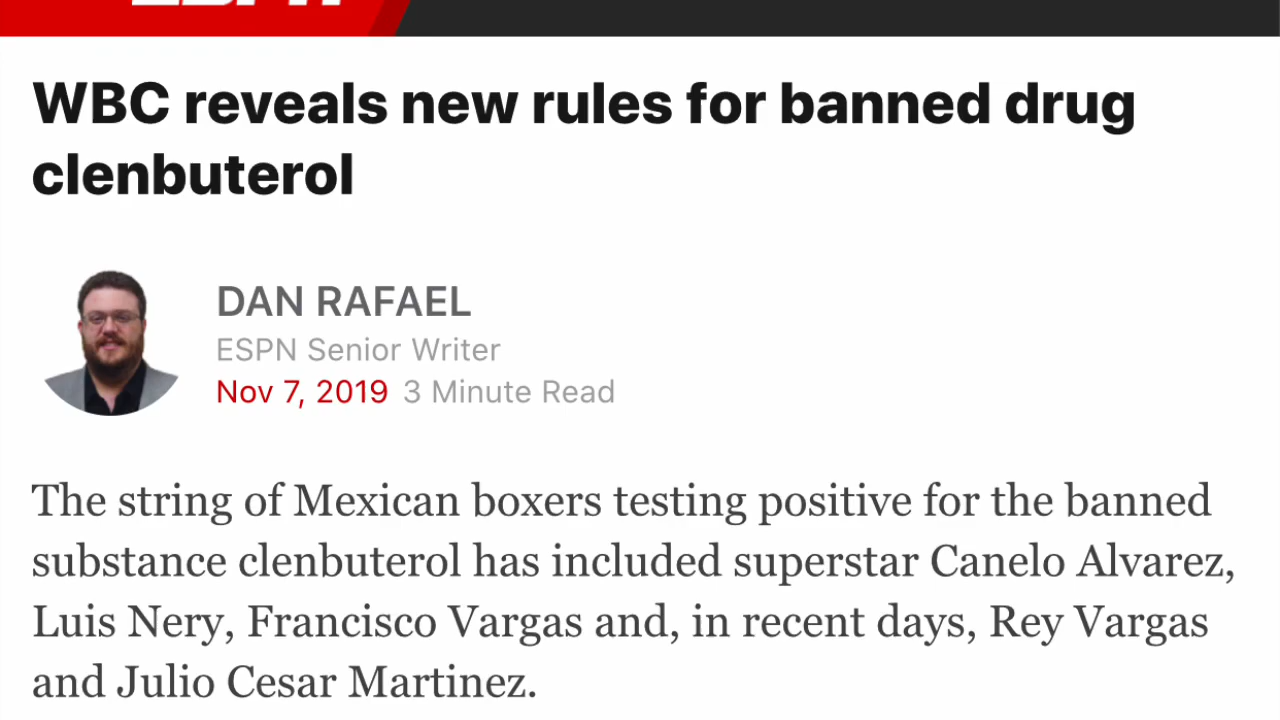 ESPN
WBC reveals new rules for banned drug
clenbuterol
DAN RAFAEL
ESPN Senior Writer
Nov 7, 2019 3 Minute Read
The string of Mexican boxers testing positive for the banned
substance clenbuterol has included superstar Canelo Alvarez,
Luis Nery, Francisco Vargas and, in recent days, Rey Vargas
and Julio Cesar Martinez.